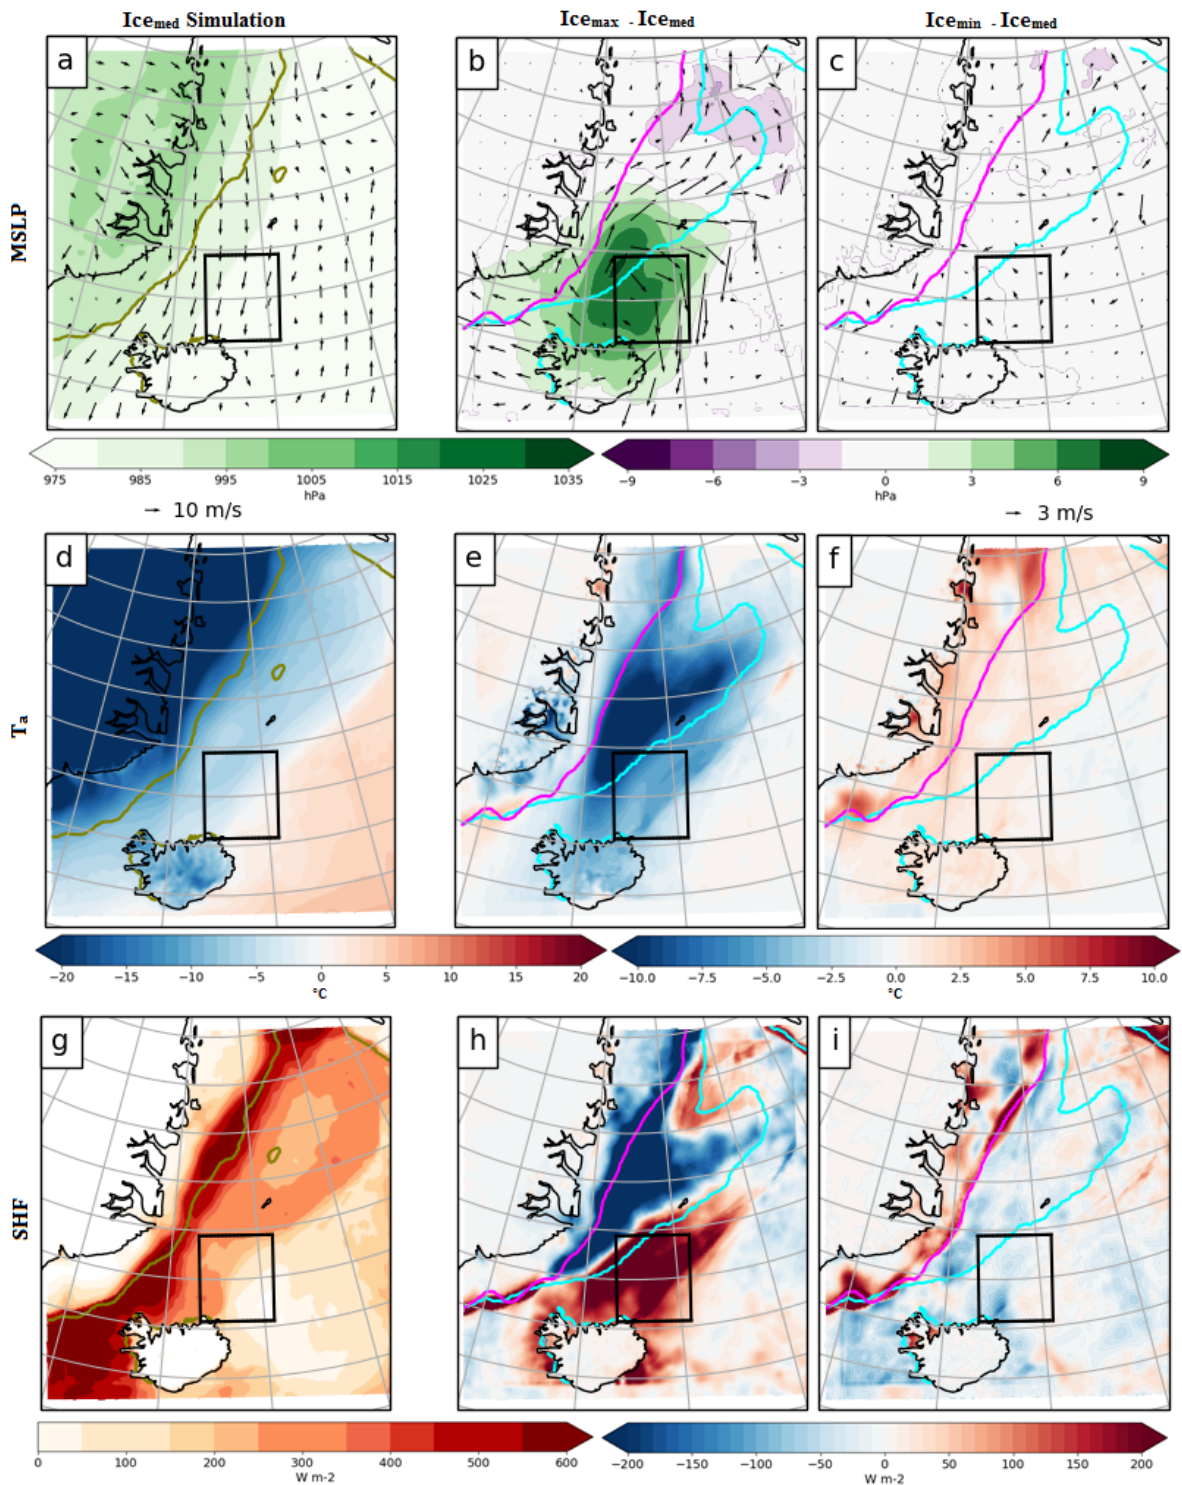 Icemed Simulation
Icemax - Icemed
Icemin - Icemed
MSLP
a
b
c
975 985 995 1005 1015 1025 1035
hPa
−9 −6 −3 0 3 6 9
hPa
10 m/s
3 m/s
Ta
d
e
f
−20 −15 −10 −5 0 5 10 15 20
°C
−10.0 −7.5 −5.0 −2.5 0.0 2.5 5.0 7.5 10.0
°C
SHF
g
h
i
0 100 200 300 400 500 600
W m-2
−200 −150 −100 −50 0 50 100 150 200
W m-2